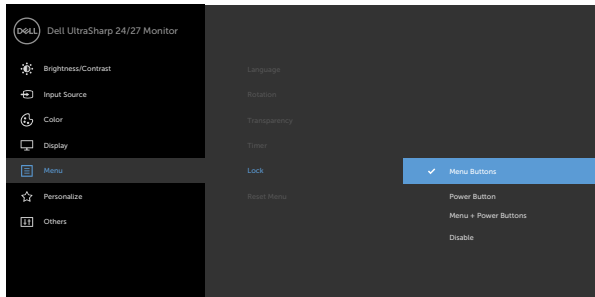 DELL Dell UltraSharp 24/27 Monitor
Brightness/Contrast
Input Source
Color
Display
Menu
Personalize
Others
Language
Rotation
Transparency
Timer
Lock
Reset Menu
Menu Buttons
Power Button
Menu + Power Buttons
Disable